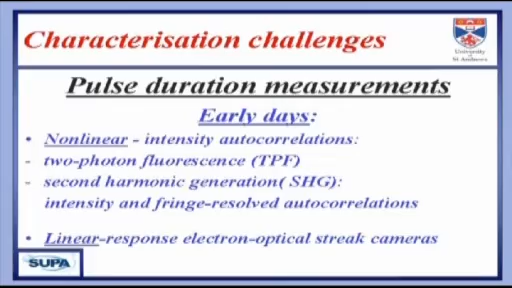 Characterisation challenges
University
of
St Andrews
Pulse duration measurements
Early days:
• Nonlinear - intensity autocorrelations:
- two-photon fluorescence (TPF)
- second harmonic generation( SHG):
intensity and fringe-resolved autocorrelations
• Linear-response electron-optical streak cameras
SUPA